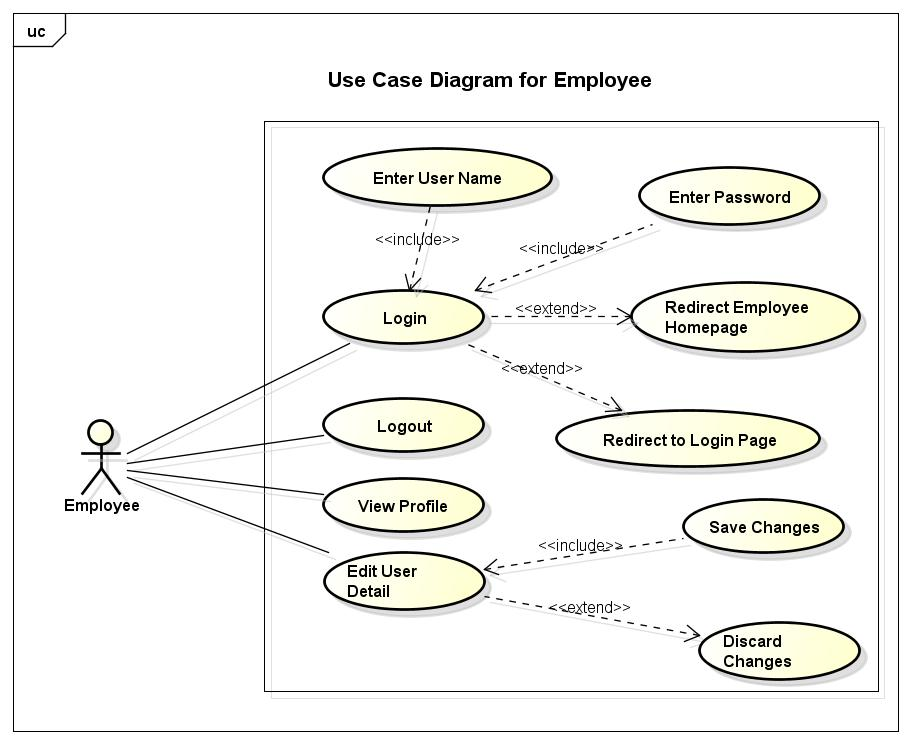 uc
Use Case Diagram for Employee
Enter User Name
Enter Password
<<include>>
<<include>>
Login
<<extend>>
Redirect Employee
Homepage
<<extend>>
Logout
Redirect to Login Page
Employee
View Profile
Save Changes
<<include>>
Edit User
Detail
<<extend>>
Discard
Changes